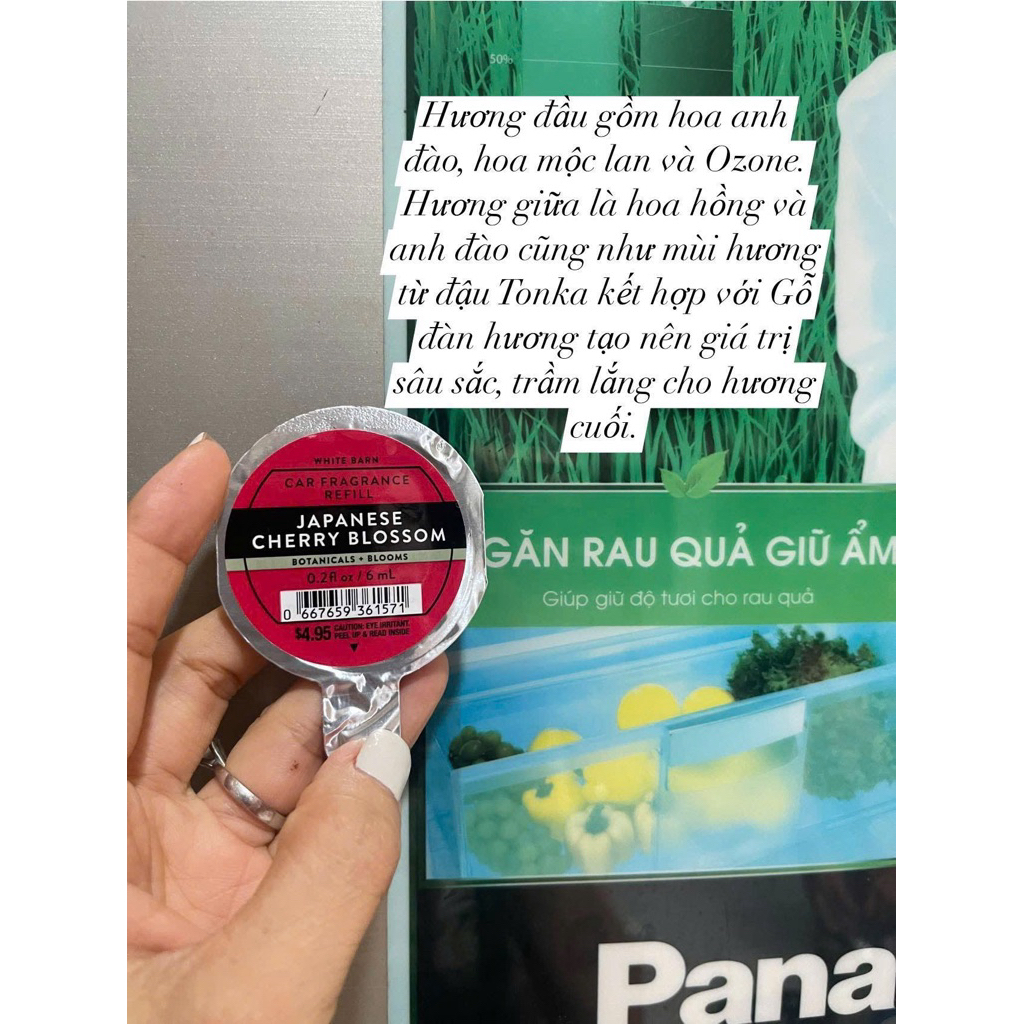 50%
Hương đầu gồm hoa anh
đào, hoa mộc lan và Ozone.
Hương giữa là hoa hồng và
anh đào cũng như mùi hương
từ đậu Tonka kết hợp với Gỗ
đàn hương tạo nên giá trị
sâu sắc, trầm lắng cho hương
cuối.
WHITE BARN
CAR FRAGRANCE
REFILL
JAPANESE
CHERRY BLOSSOM
BOTANICALS + BLOOMS
0.2fl oz / 6 mL
0 667659 361571
$4.95 CAUTION: EYE IRRITANT.
PEEL UP & READ INSIDE
GĂN RAU QUẢ GIỮ ẨM
Giúp giữ độ tươi cho rau quả
Pana